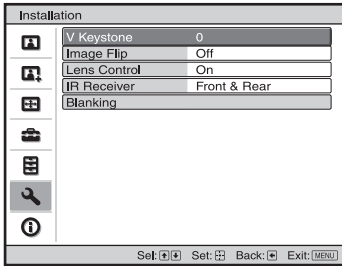 Installation
V Keystone 0
Image Flip Off
Lens Control On
IR Receiver Front & Rear
Blanking
Sel: Set: Back: Exit: MENU